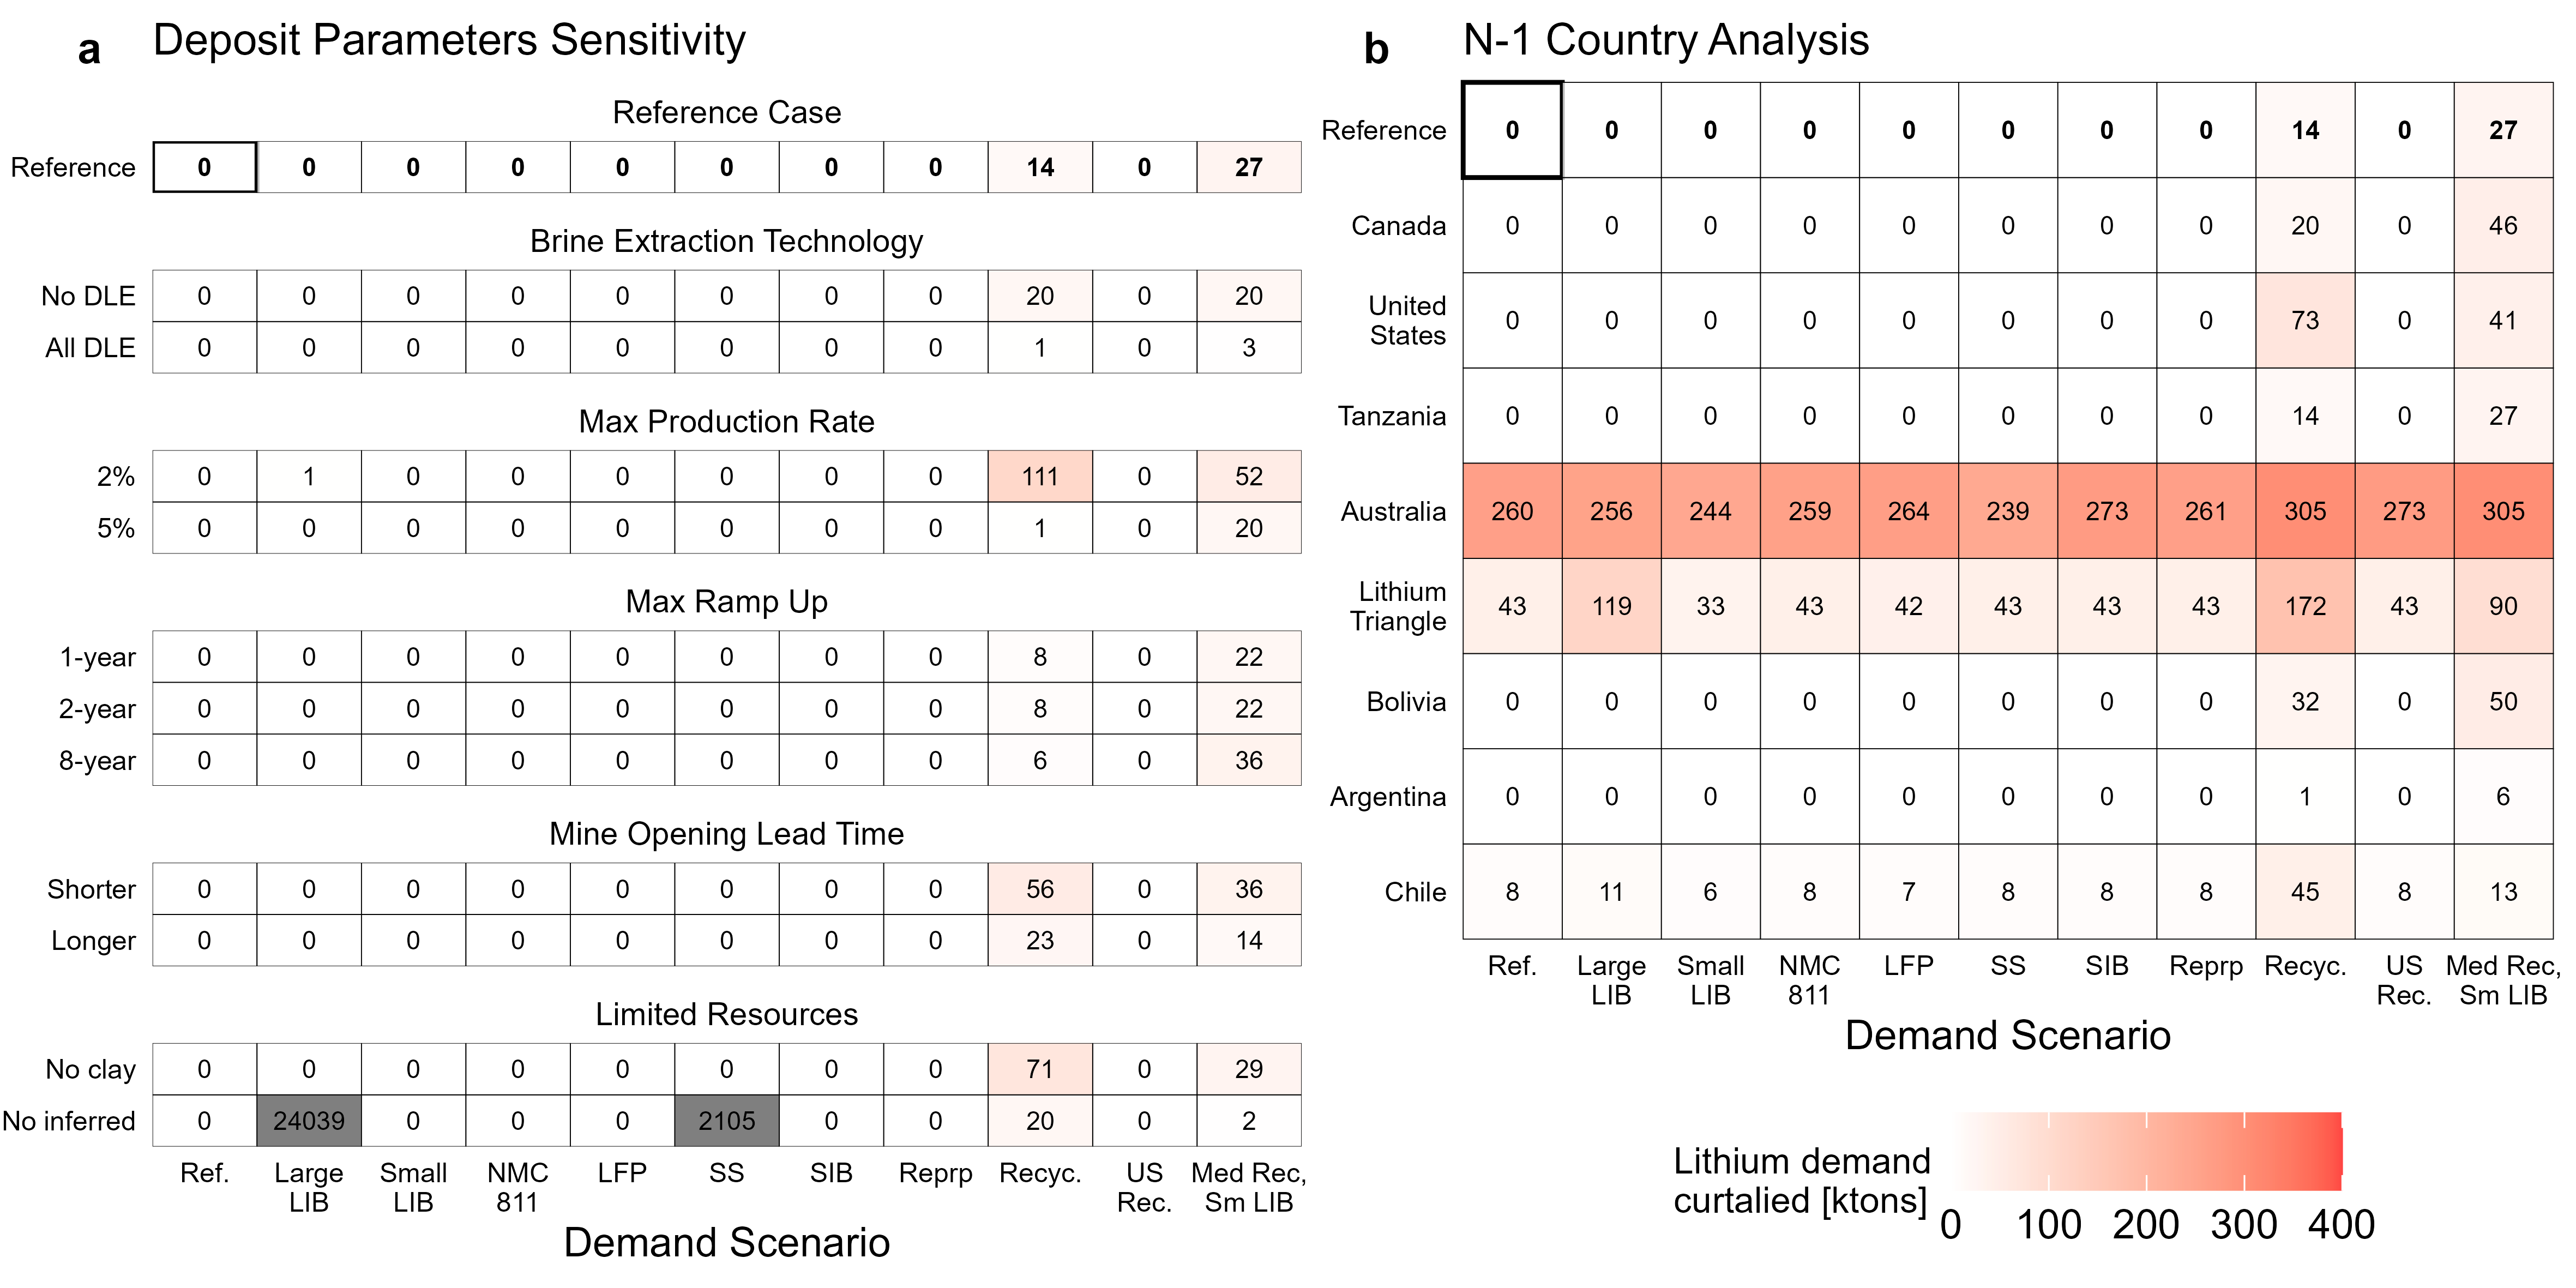 a Deposit Parameters Sensitivity
Reference Case
Reference 0 0 0 0 0 0 0 0 14 0 27
Brine Extraction Technology
No DLE 0 0 0 0 0 0 0 0 20 0 20
All DLE 0 0 0 0 0 0 0 0 1 0 3
Max Production Rate
2% 0 1 0 0 0 0 0 0 111 0 52
5% 0 0 0 0 0 0 0 0 1 0 20
Max Ramp Up
1-year 0 0 0 0 0 0 0 0 8 0 22
2-year 0 0 0 0 0 0 0 0 8 0 22
8-year 0 0 0 0 0 0 0 0 6 0 36
Mine Opening Lead Time
Shorter 0 0 0 0 0 0 0 0 56 0 36
Longer 0 0 0 0 0 0 0 0 23 0 14
Limited Resources
No clay 0 0 0 0 0 0 0 0 71 0 29
No inferred 0 24039 0 0 0 2105 0 0 20 0 2
Ref. Large Small NMC LFP SS SIB Reprp Recyc. US Med Rec,
LIB LIB 811 Rec. Sm LIB
Demand Scenario
b N-1 Country Analysis
Reference 0 0 0 0 0 0 0 0 14 0 27
Canada 0 0 0 0 0 0 0 0 20 0 46
United
States 0 0 0 0 0 0 0 0 73 0 41
Tanzania 0 0 0 0 0 0 0 0 14 0 27
Australia 260 256 244 259 264 239 273 261 305 273 305
Lithium
Triangle 43 119 33 43 42 43 43 43 172 43 90
Bolivia 0 0 0 0 0 0 0 0 32 0 50
Argentina 0 0 0 0 0 0 0 0 1 0 6
Chile 8 11 6 8 7 8 8 8 45 8 13
Ref. Large Small NMC LFP SS SIB Reprp Recyc. US Med Rec,
LIB LIB 811 Rec. Sm LIB
Demand Scenario
Lithium demand
curtalied [ktons]
0 100 200 300 400